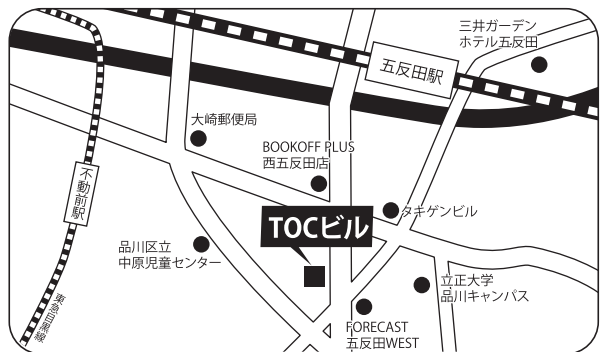 三井ガーデン
ホテル五反田
五反田駅
大崎郵便局
BOOKOFF PLUS
西五反田店
不動前駅
タキゲンビル
TOCビル
品川区立
中原児童センター
立正大学
品川キャンパス
東急目黒線
FORECAST
五反田WEST